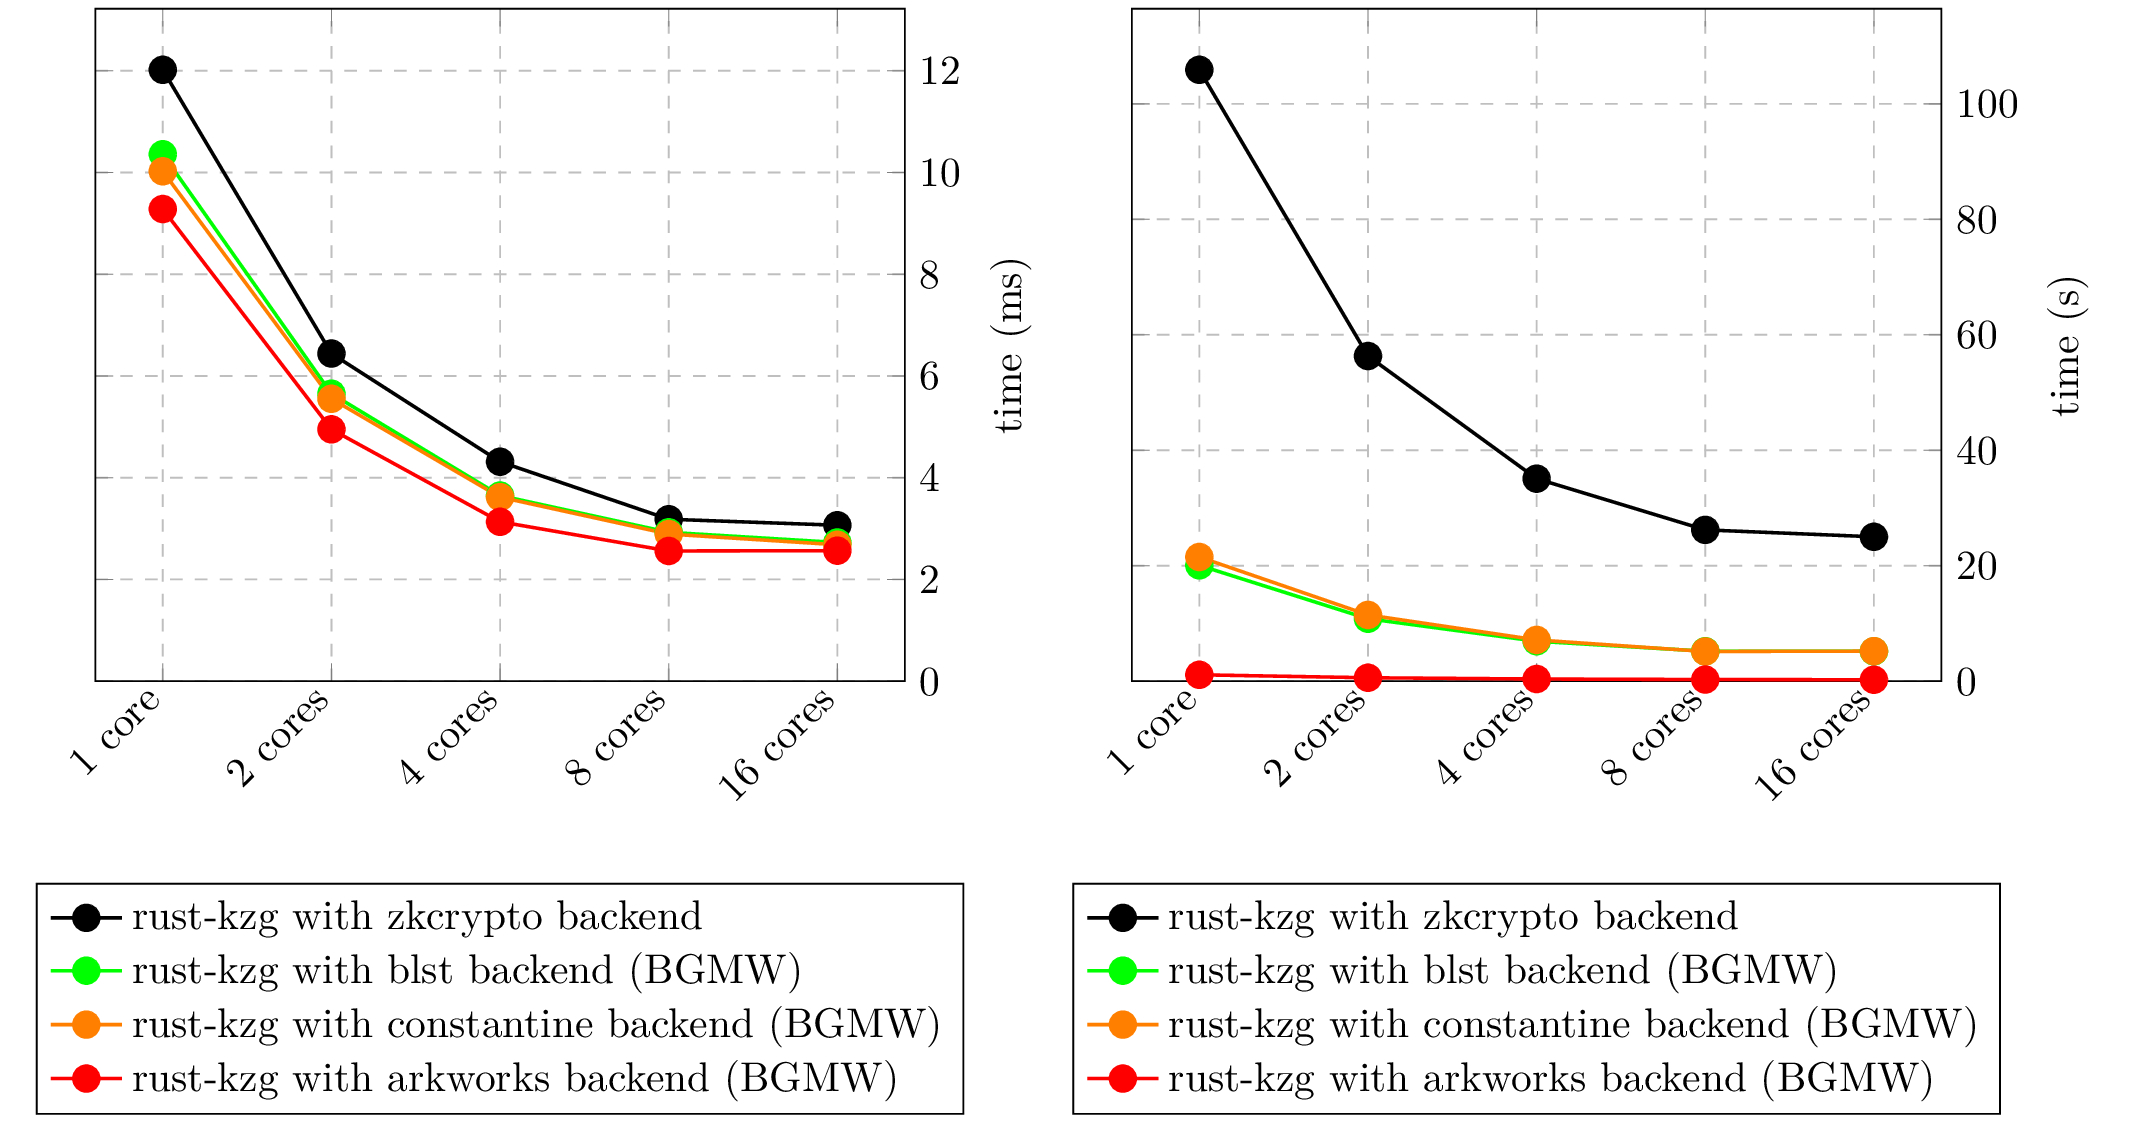 12
10
8
6
4
2
0
time (ms)
1 core
2 cores
4 cores
8 cores
16 cores
rust-kzg with zkcrypto backend
rust-kzg with blst backend (BGMW)
rust-kzg with constantine backend (BGMW)
rust-kzg with arkworks backend (BGMW)
100
80
60
40
20
0
time (s)
1 core
2 cores
4 cores
8 cores
16 cores
rust-kzg with zkcrypto backend
rust-kzg with blst backend (BGMW)
rust-kzg with constantine backend (BGMW)
rust-kzg with arkworks backend (BGMW)